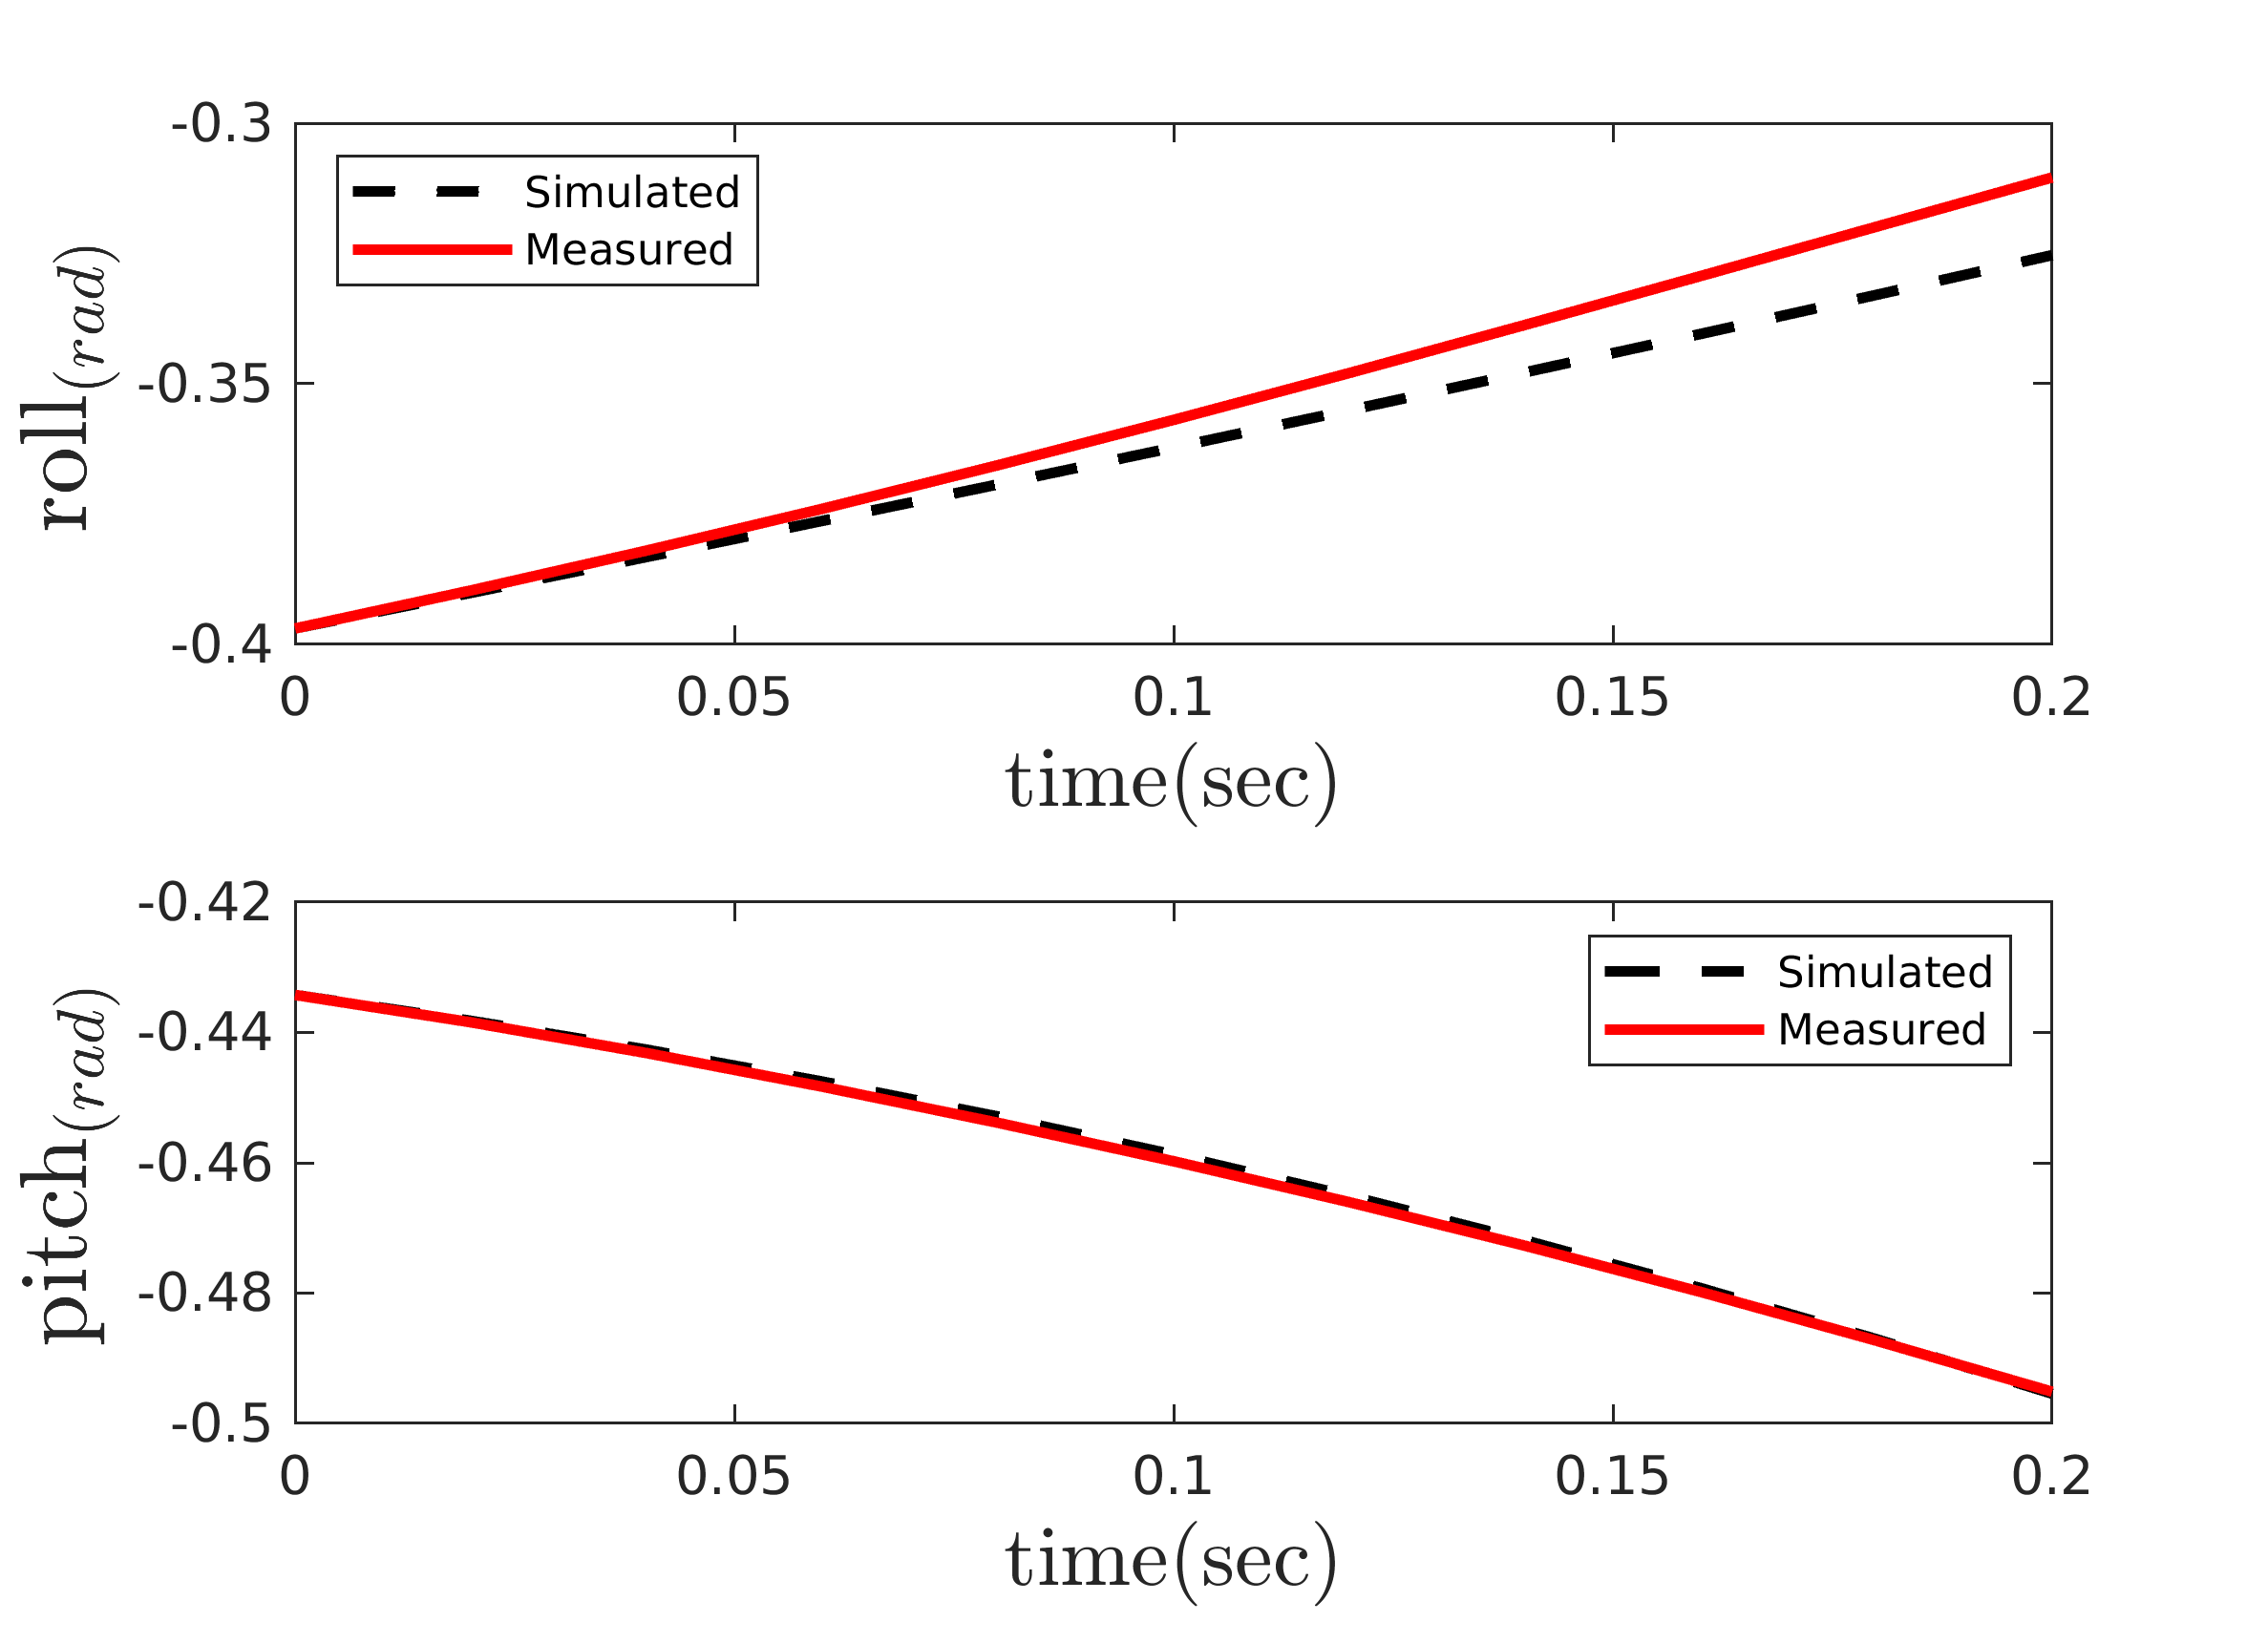 -0.3
Simulated
Measured
-0.35
-0.4
roll(rad)
0 0.05 0.1 0.15 0.2
time(sec)
-0.42
Simulated
Measured
-0.44
-0.46
-0.48
-0.5
pitch(rad)
0 0.05 0.1 0.15 0.2
time(sec)